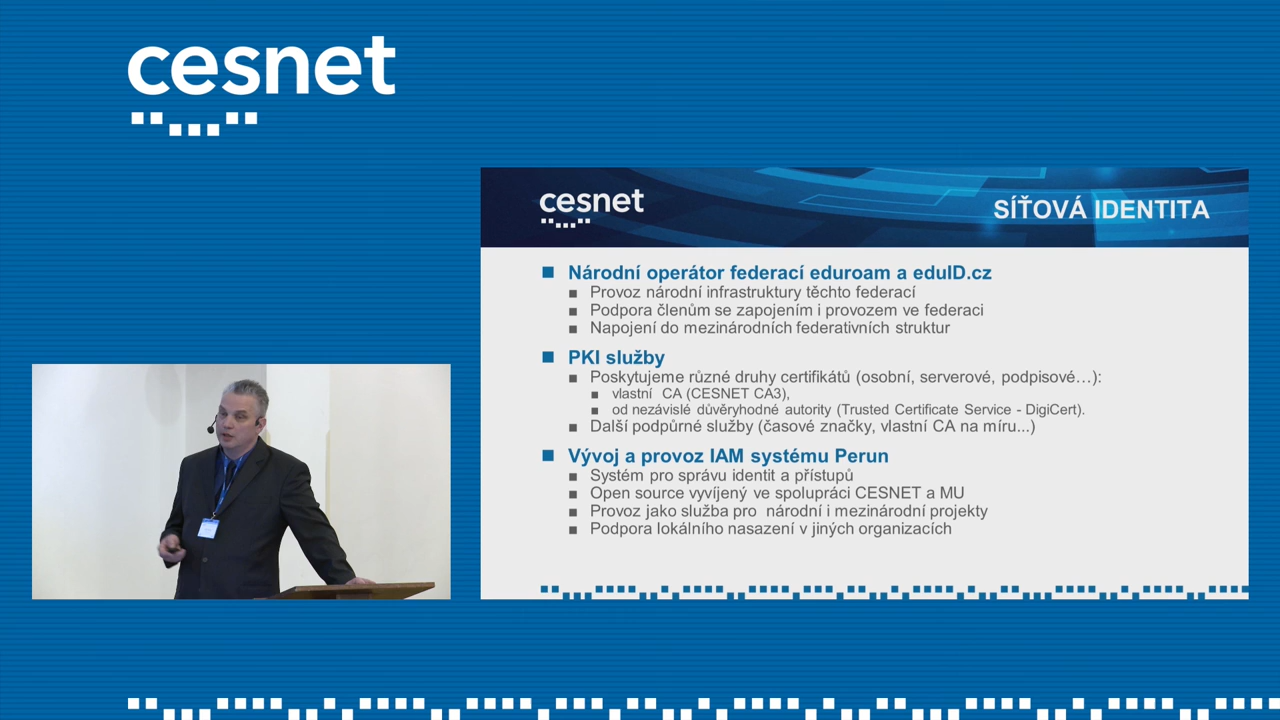 cesnet
cesnet
SÍŤOVÁ IDENTITA
Národní operátor federací eduroam a eduID.cz
Provoz národní infrastruktury těchto federací
Podpora členům se zapojením i provozem ve federaci
Napojení do mezinárodních federativních struktur
PKI služby
Poskytujeme různé druhy certifikátů (osobní, serverové, podpisové…):
vlastní CA (CESNET CA3),
od nezávislé důvěryhodné autority (Trusted Certificate Service - DigiCert).
Další podpůrné služby (časové značky, vlastní CA na míru...)
Vývoj a provoz IAM systému Perun
Systém pro správu identit a přístupů
Open source vyvíjený ve spolupráci CESNET a MU
Provoz jako služba pro národní i mezinárodní projekty
Podpora lokálního nasazení v jiných organizacích